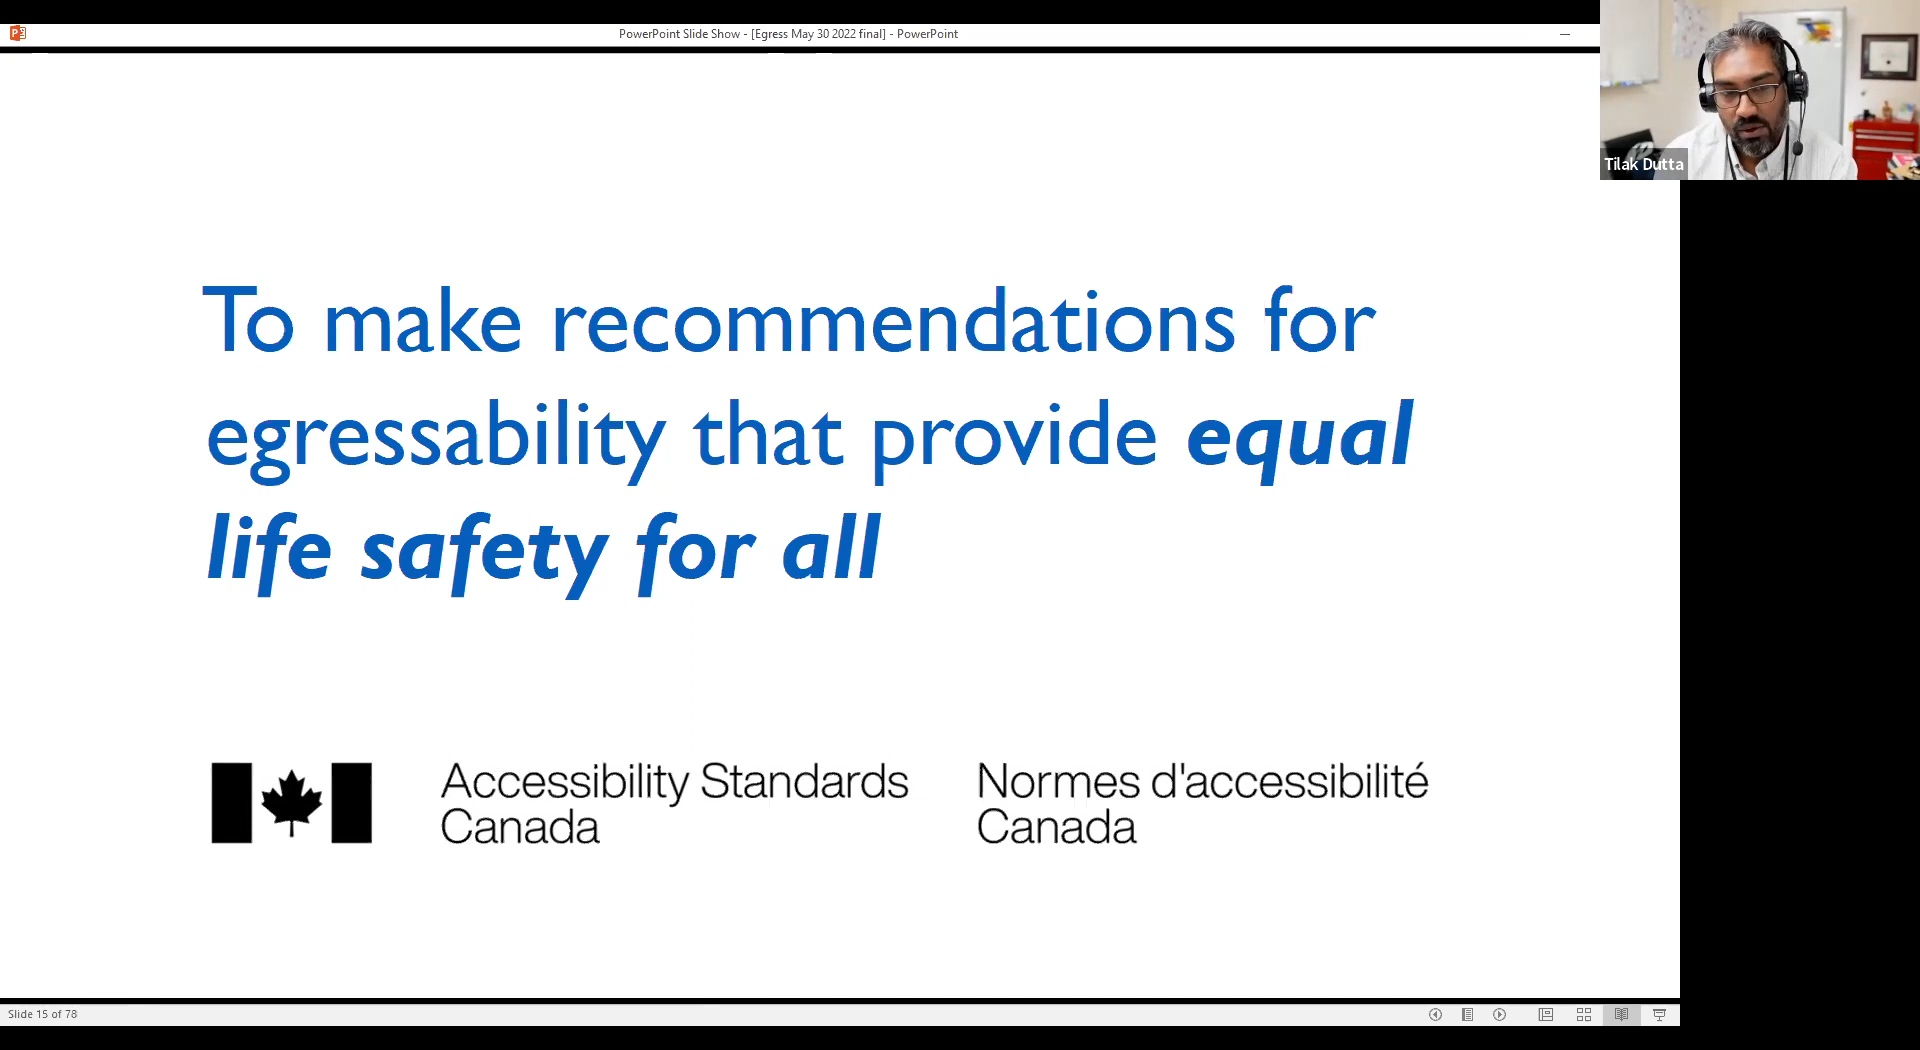 PowerPoint Slide Show - [Egress May 30 2022 final] - PowerPoint
Tilak Dutta
To make recommendations for
egressability that provide equal
life safety for all
Accessibility Standards
Canada
Normes d'accessibilité
Canada
Slide 15 of 78